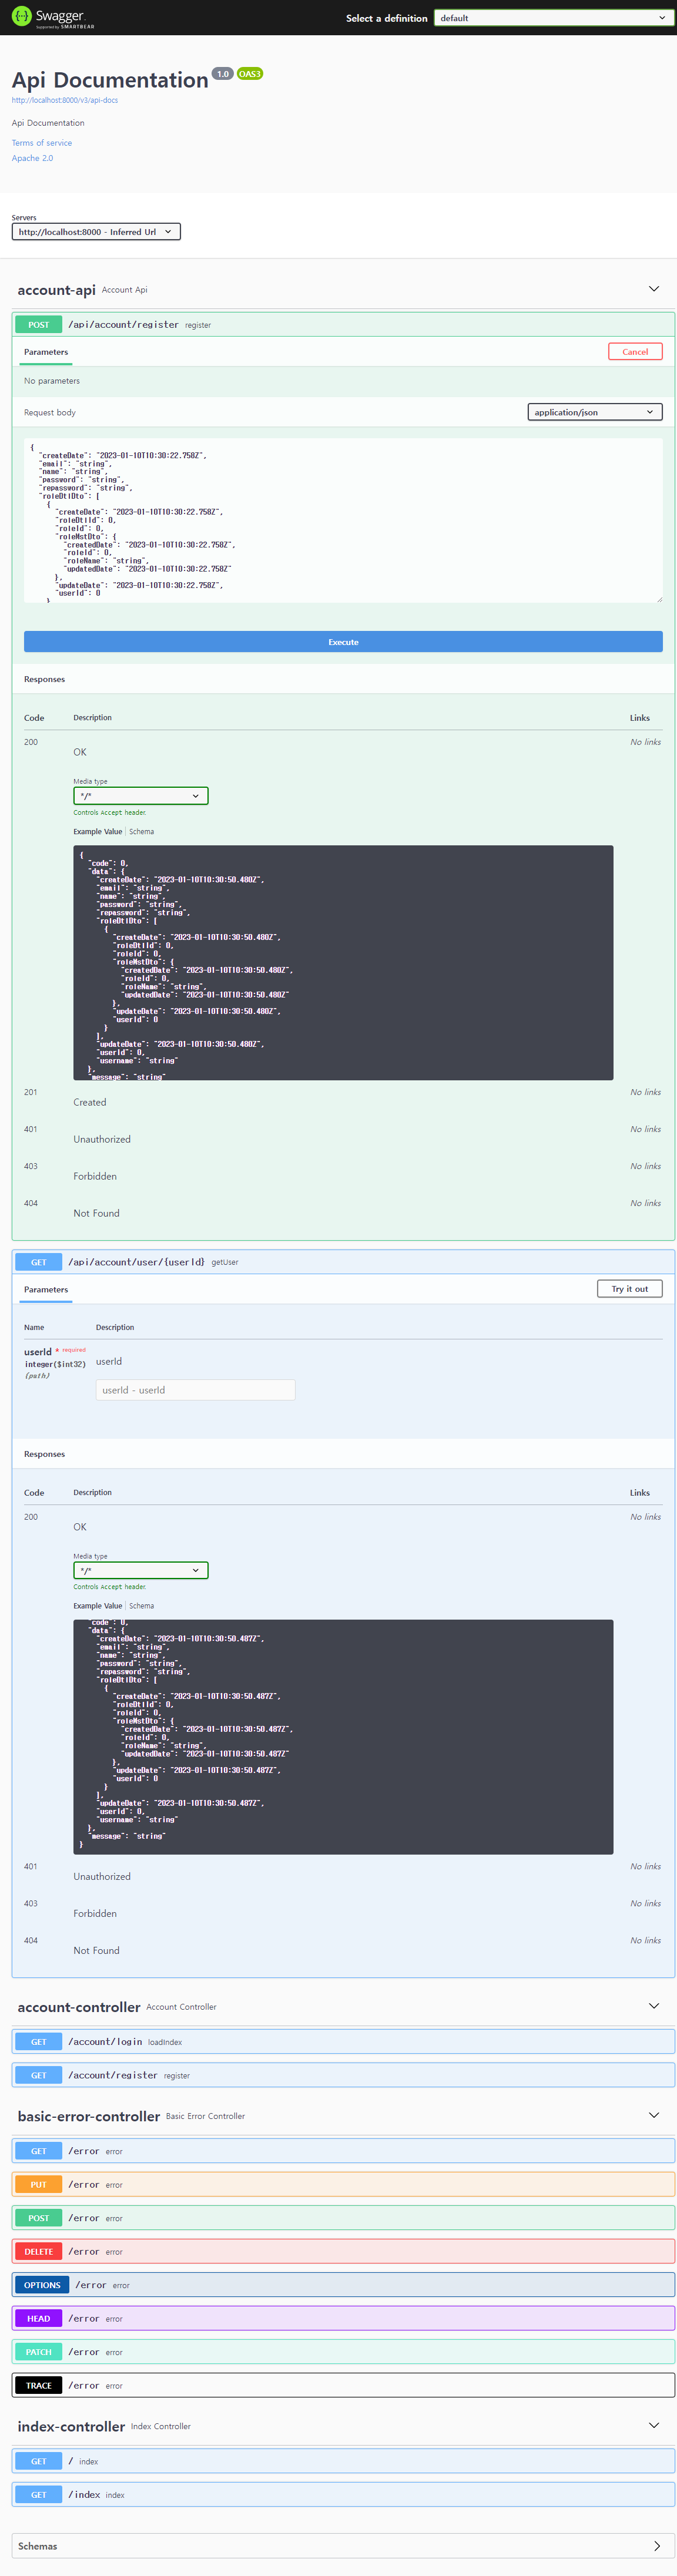 Swagger.
Supported by SMARTBEAR
Select a definition
default
Api Documentation 1.0 OAS3
http://localhost:8000/v3/api-docs
Api Documentation
Terms of service
Apache 2.0
Servers
http://localhost:8000 - Inferred Url
account-api Account Api
POST /api/account/register register
Parameters
Cancel
No parameters
Request body
application/json
{
"createDate": "2023-01-10T10:30:22.758Z",
"email": "string",
"name": "string",
"password": "string",
"repassword": "string",
"roleDtlDto": [
{
"createDate": "2023-01-10T10:30:22.758Z",
"roleDtlId": 0,
"roleId": 0,
"roleMstDto": {
"createdDate": "2023-01-10T10:30:22.758Z",
"roleId": 0,
"roleName": "string",
"updatedDate": "2023-01-10T10:30:22.758Z"
},
"updateDate": "2023-01-10T10:30:22.758Z",
"userId": 0
}
Execute
Responses
Code Description Links
200 No links
OK
Media type
*/*
Controls Accept header.
Example Value | Schema
{
"code": 0,
"data": {
"createDate": "2023-01-10T10:30:50.480Z",
"email": "string",
"name": "string",
"password": "string",
"repassword": "string",
"roleDtlDto": [
{
"createDate": "2023-01-10T10:30:50.480Z",
"roleDtlId": 0,
"roleId": 0,
"roleMstDto": {
"createdDate": "2023-01-10T10:30:50.480Z",
"roleId": 0,
"roleName": "string",
"updatedDate": "2023-01-10T10:30:50.480Z"
},
"updateDate": "2023-01-10T10:30:50.480Z",
"userId": 0
}
],
"updateDate": "2023-01-10T10:30:50.480Z",
"userId": 0,
"username": "string"
},
"message": "string"
201 No links
Created
401 No links
Unauthorized
403 No links
Forbidden
404 No links
Not Found
GET /api/account/user/{userId} getUser
Parameters
Try it out
Name Description
userId * required
integer($int32)
(path)
userId
userId - userId
Responses
Code Description Links
200 No links
OK
Media type
*/*
Controls Accept header.
Example Value | Schema
"code": 0,
"data": {
"createDate": "2023-01-10T10:30:50.487Z",
"email": "string",
"name": "string",
"password": "string",
"repassword": "string",
"roleDtlDto": [
{
"createDate": "2023-01-10T10:30:50.487Z",
"roleDtlId": 0,
"roleId": 0,
"roleMstDto": {
"createdDate": "2023-01-10T10:30:50.487Z",
"roleId": 0,
"roleName": "string",
"updatedDate": "2023-01-10T10:30:50.487Z"
},
"updateDate": "2023-01-10T10:30:50.487Z",
"userId": 0
}
],
"updateDate": "2023-01-10T10:30:50.487Z",
"userId": 0,
"username": "string"
},
"message": "string"
}
401 No links
Unauthorized
403 No links
Forbidden
404 No links
Not Found
account-controller Account Controller
GET /account/login loadIndex
GET /account/register register
basic-error-controller Basic Error Controller
GET /error error
PUT /error error
POST /error error
DELETE /error error
OPTIONS /error error
HEAD /error error
PATCH /error error
TRACE /error error
index-controller Index Controller
GET / index
GET /index index
Schemas